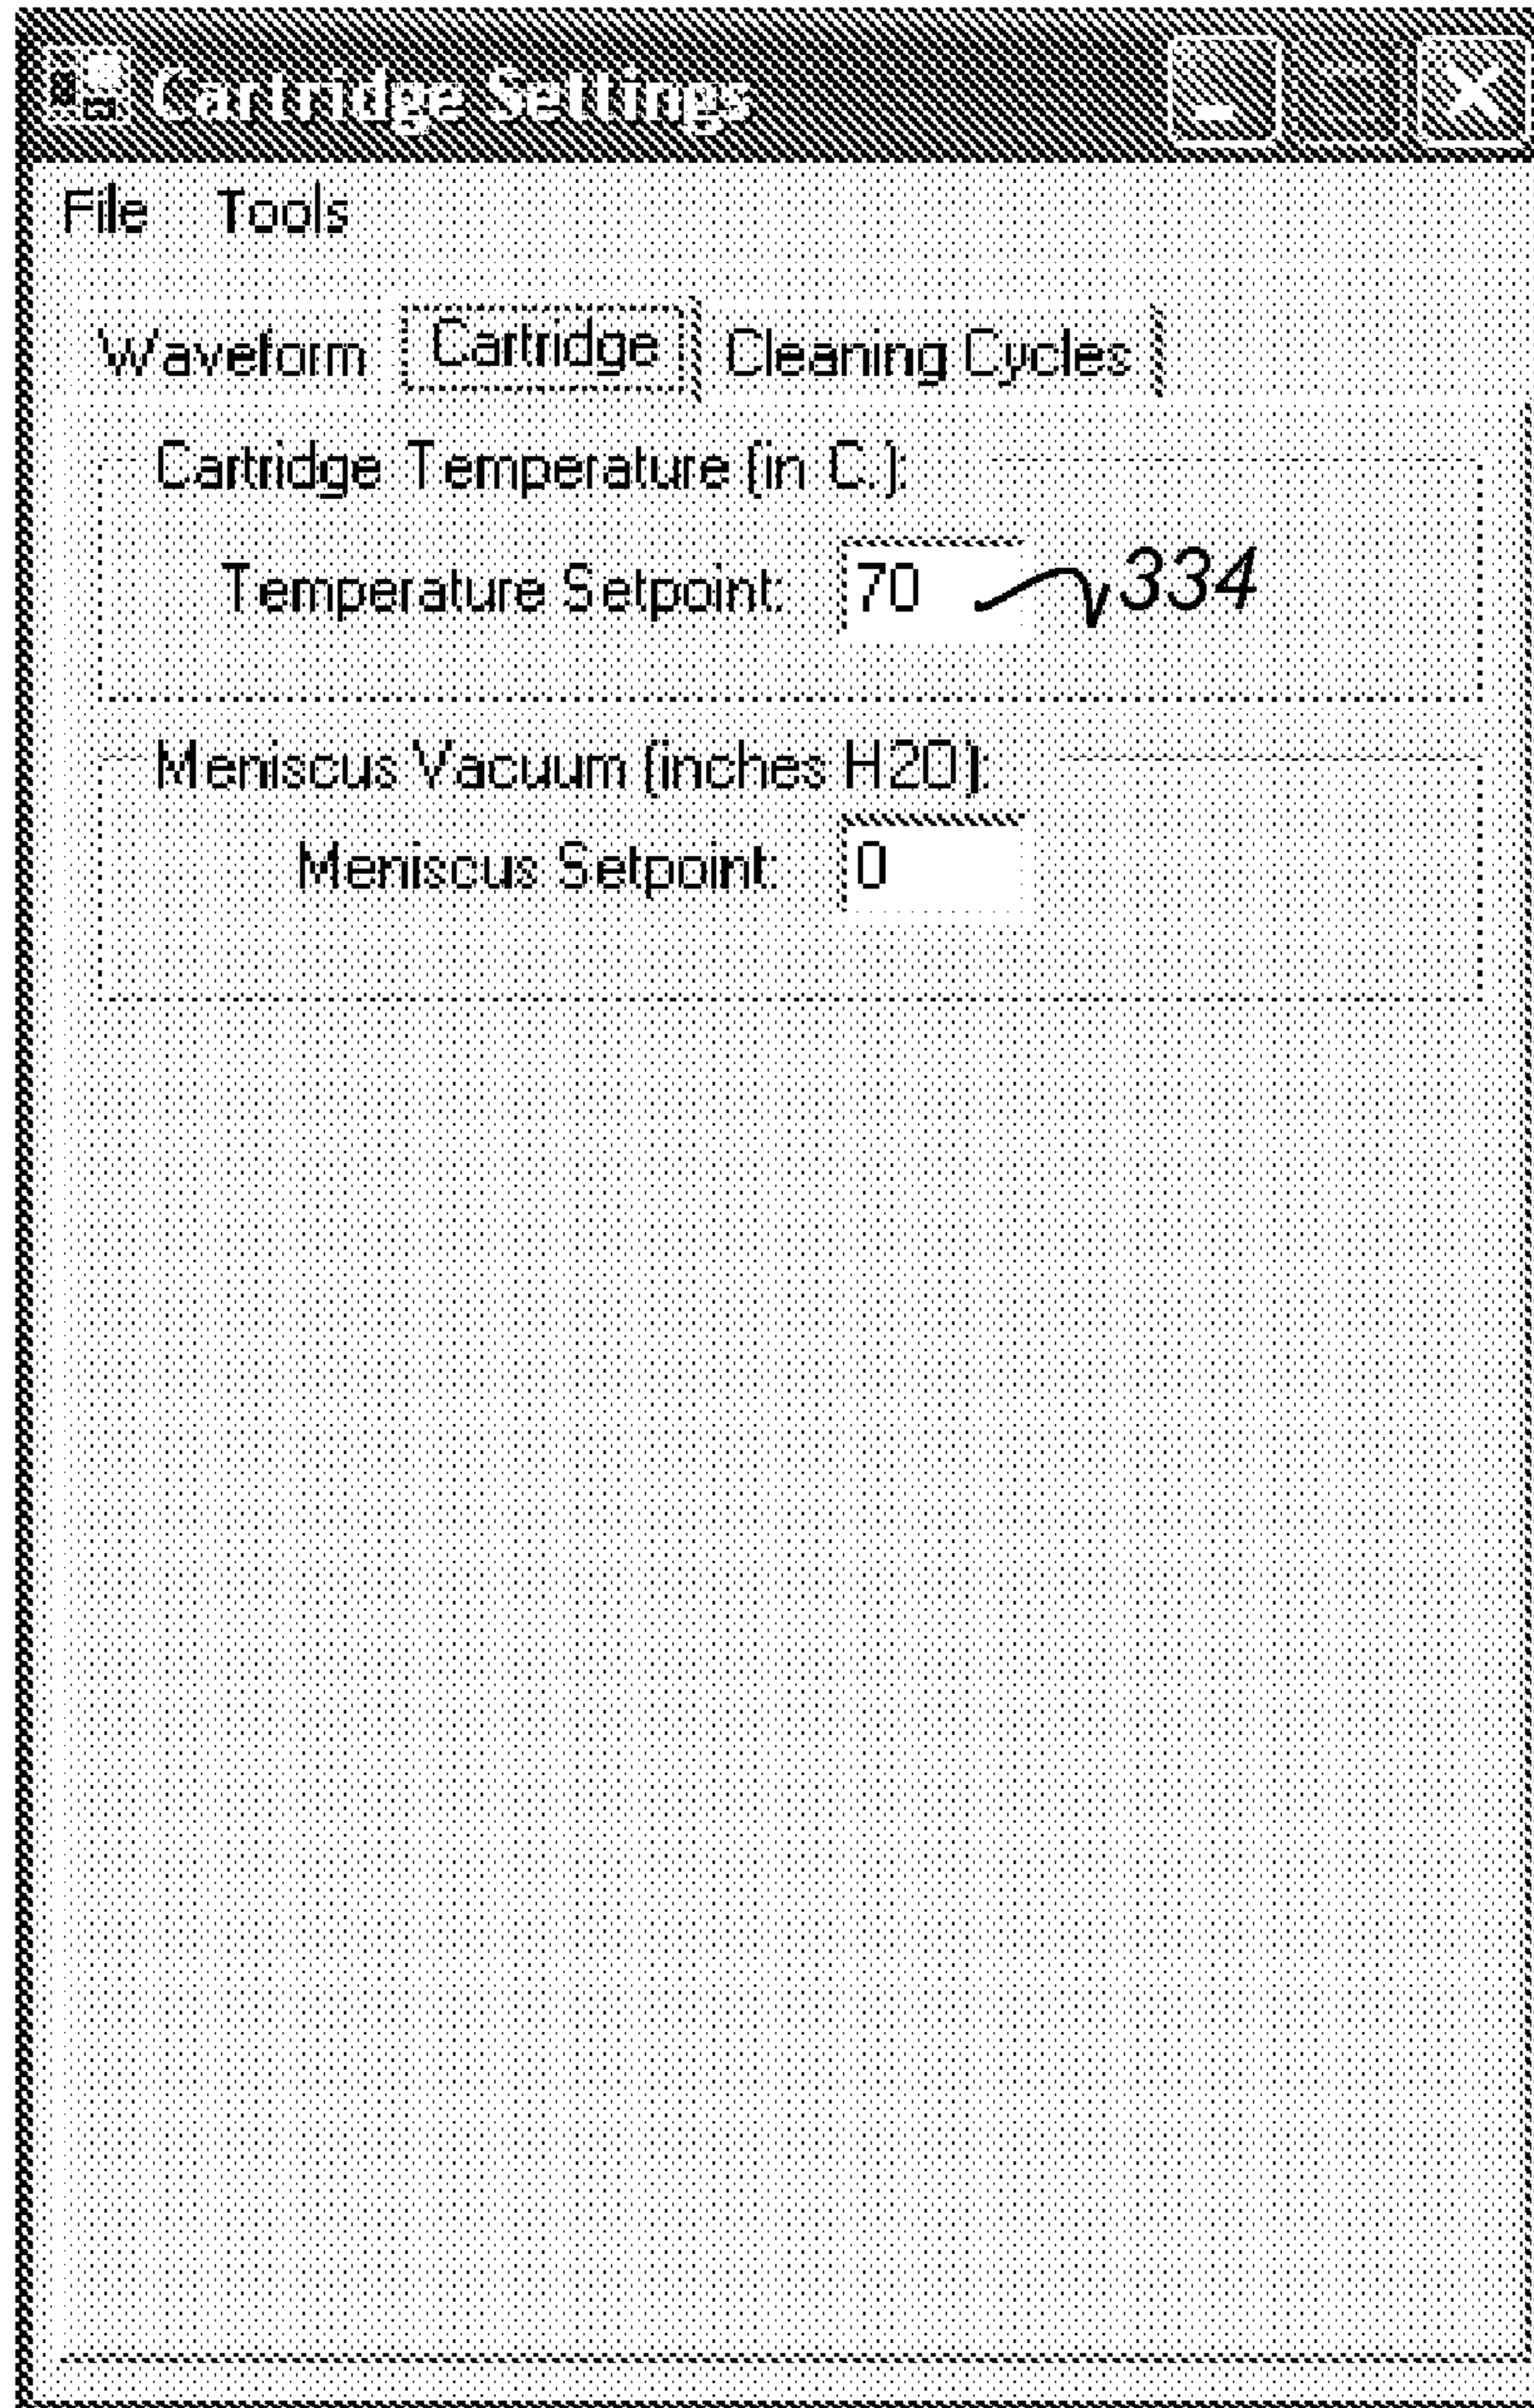 Cartridge Settings
File Tools
Waveform Cartridge Cleaning Cycles
Cartridge Temperature (in C.):
Temperature Setpoint: 70 334
Meniscus Vacuum (inches H2O):
Meniscus Setpoint: 0